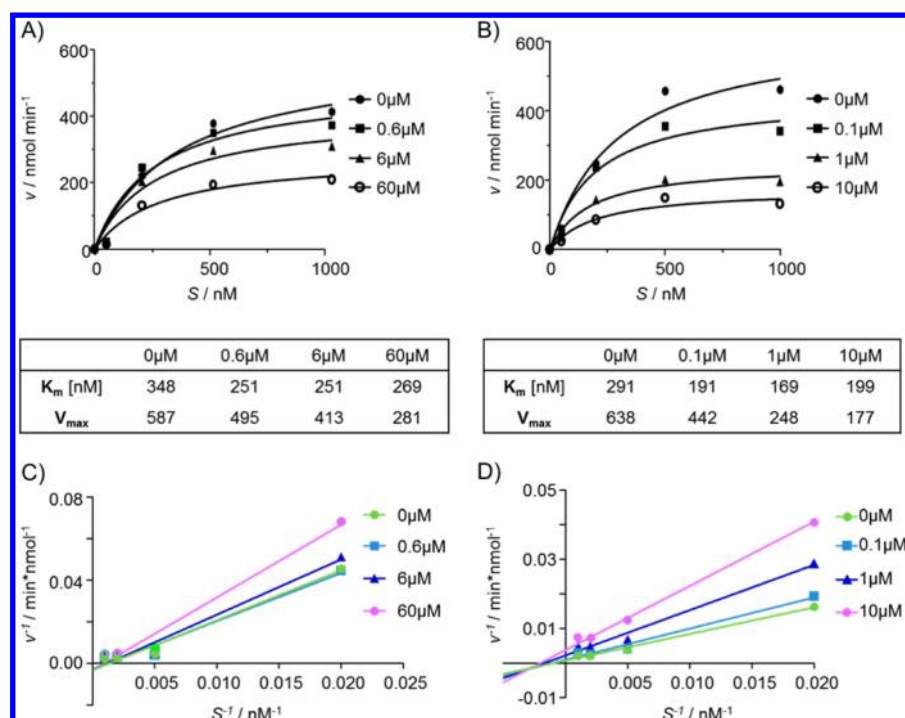 A)
600
400
200
0
v / nmol min-1
0
500
1000
S / nM
0µM
0.6µM
6µM
60µM
B)
600
400
200
0
v / nmol min-1
0
500
1000
S / nM
0µM
0.1µM
1µM
10µM
0µM 0.6µM 6µM 60µM
Km [nM] 348 251 251 269
Vmax 587 495 413 281
0µM 0.1µM 1µM 10µM
Km [nM] 291 191 169 199
Vmax 638 442 248 177
C)
0.08
0.04
0.00
v-1 / min*nmol-1
0.005 0.010 0.015 0.020 0.025
S-1 / nM-1
0µM
0.6µM
6µM
60µM
D)
0.05
0.03
0.01
-0.01
v-1 / min*nmol-1
0.005 0.010 0.015 0.020
S-1 / nM-1
0µM
0.1µM
1µM
10µM